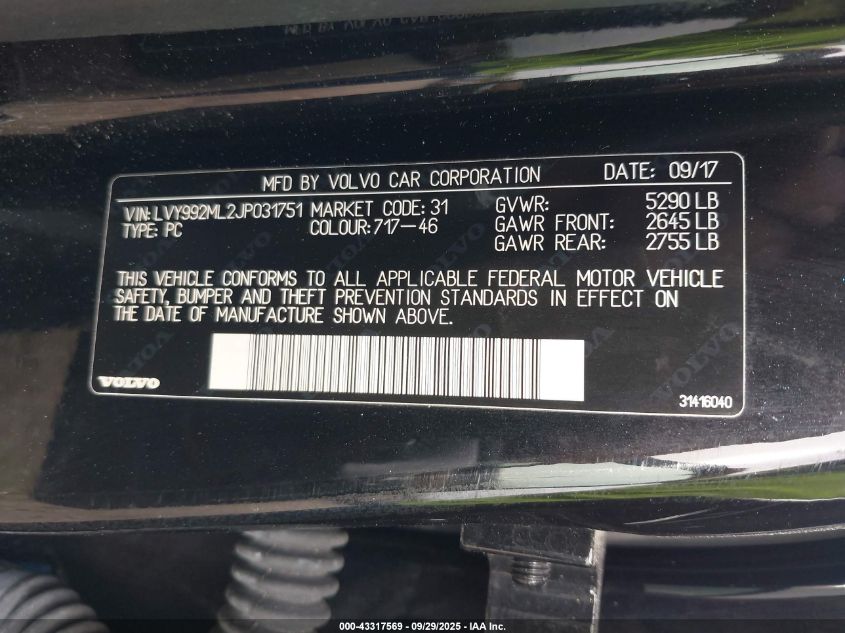 MFD BY VOLVO CAR CORPORATION DATE: 09/17
VIN: LVY992ML2JP031751 MARKET CODE: 31 GVWR: 5290 LB
TYPE: PC COLOUR: 717-46 GAWR FRONT: 2645 LB
GAWR REAR: 2755 LB
THIS VEHICLE CONFORMS TO ALL APPLICABLE FEDERAL MOTOR VEHICLE
SAFETY, BUMPER AND THEFT PREVENTION STANDARDS IN EFFECT ON
THE DATE OF MANUFACTURE SHOWN ABOVE.
VOLVO
31416040
000-43317569 - 09/29/2025 - IAA Inc.